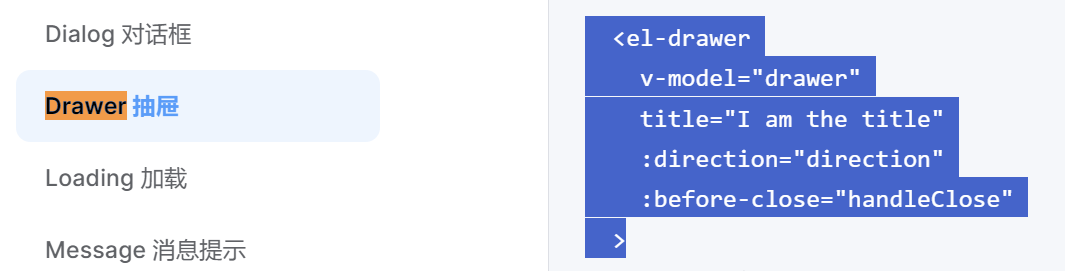 Dialog 对话框
Drawer 抽屉
Loading 加载
Message 消息提示
<el-drawer
v-model="drawer"
title="I am the title"
:direction="direction"
:before-close="handleClose"
>